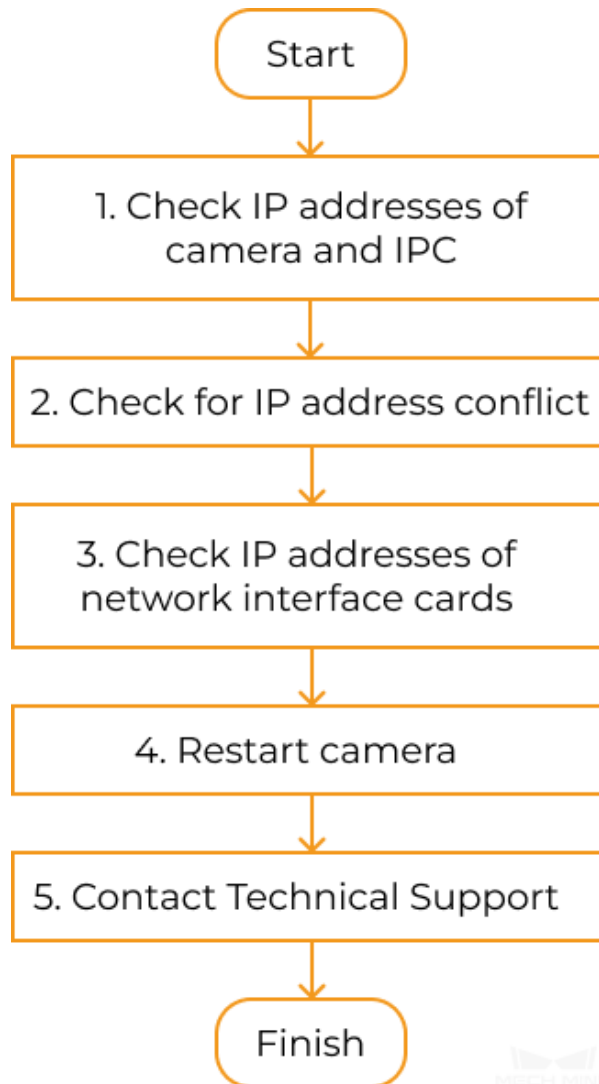 Start
1. Check IP addresses of
camera and IPC
2. Check for IP address conflict
3. Check IP addresses of
network interface cards
4. Restart camera
5. Contact Technical Support
Finish